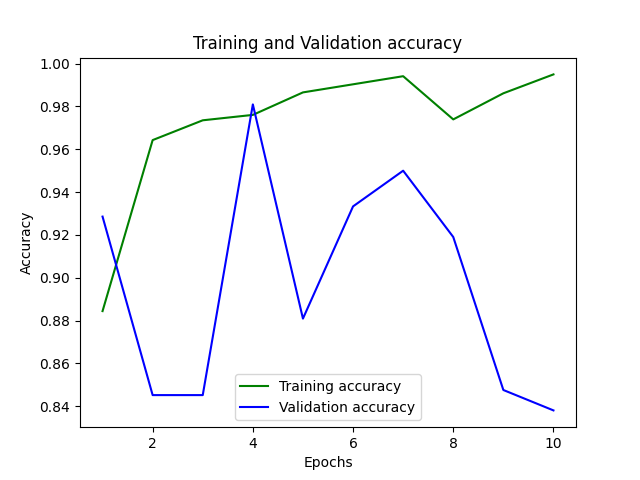 Training and Validation accuracy
1.00
0.98
0.96
0.94
0.92
0.90
0.88
0.86
0.84
Accuracy
Training accuracy
Validation accuracy
2 4 6 8 10
Epochs